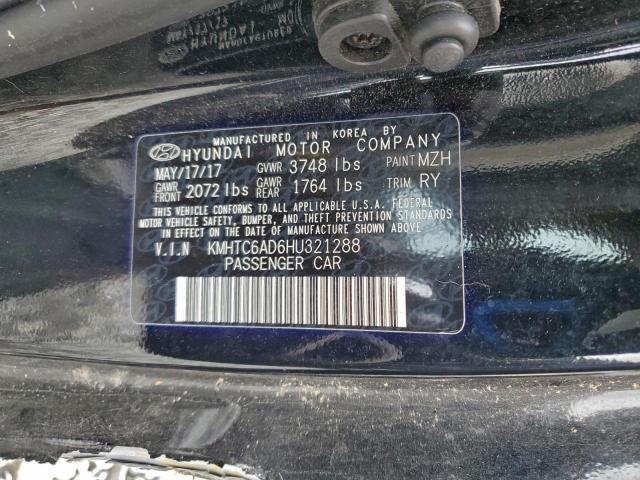 MANUFACTURED IN KOREA BY
HYUNDAI MOTOR COMPANY
MAY/17/17 GVWR 3748 lbs PAINT MZH
GAWR FRONT 2072 lbs GAWR REAR 1764 lbs TRIM RY
THIS VEHICLE CONFORMS TO ALL APPLICABLE U.S.A. FEDERAL
MOTOR VEHICLE SAFETY, BUMPER, AND THEFT PREVENTION STANDARDS
IN EFFECT ON THE DATE OF MANUFACTURE SHOWN ABOVE.
V.I.N KMHTC6AD6HU321288
PASSENGER CAR